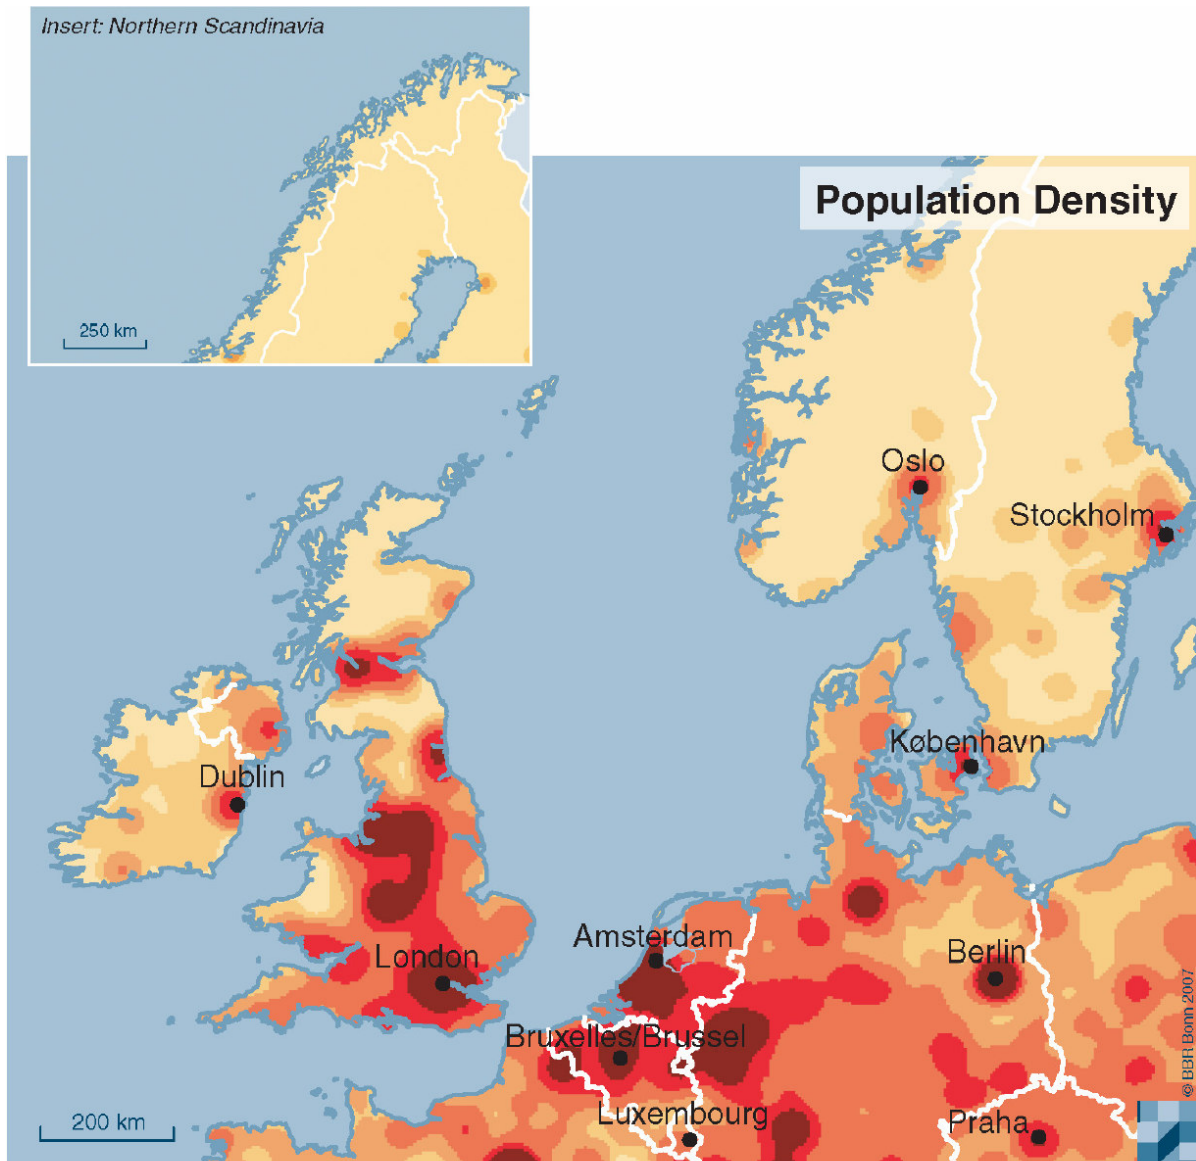 Insert: Northern Scandinavia
250 km
Population Density
Oslo
Stockholm
København
Dublin
Amsterdam
London
Berlin
Bruxelles/Brussel
Luxembourg
Praha
200 km
© BBR Bonn 2007